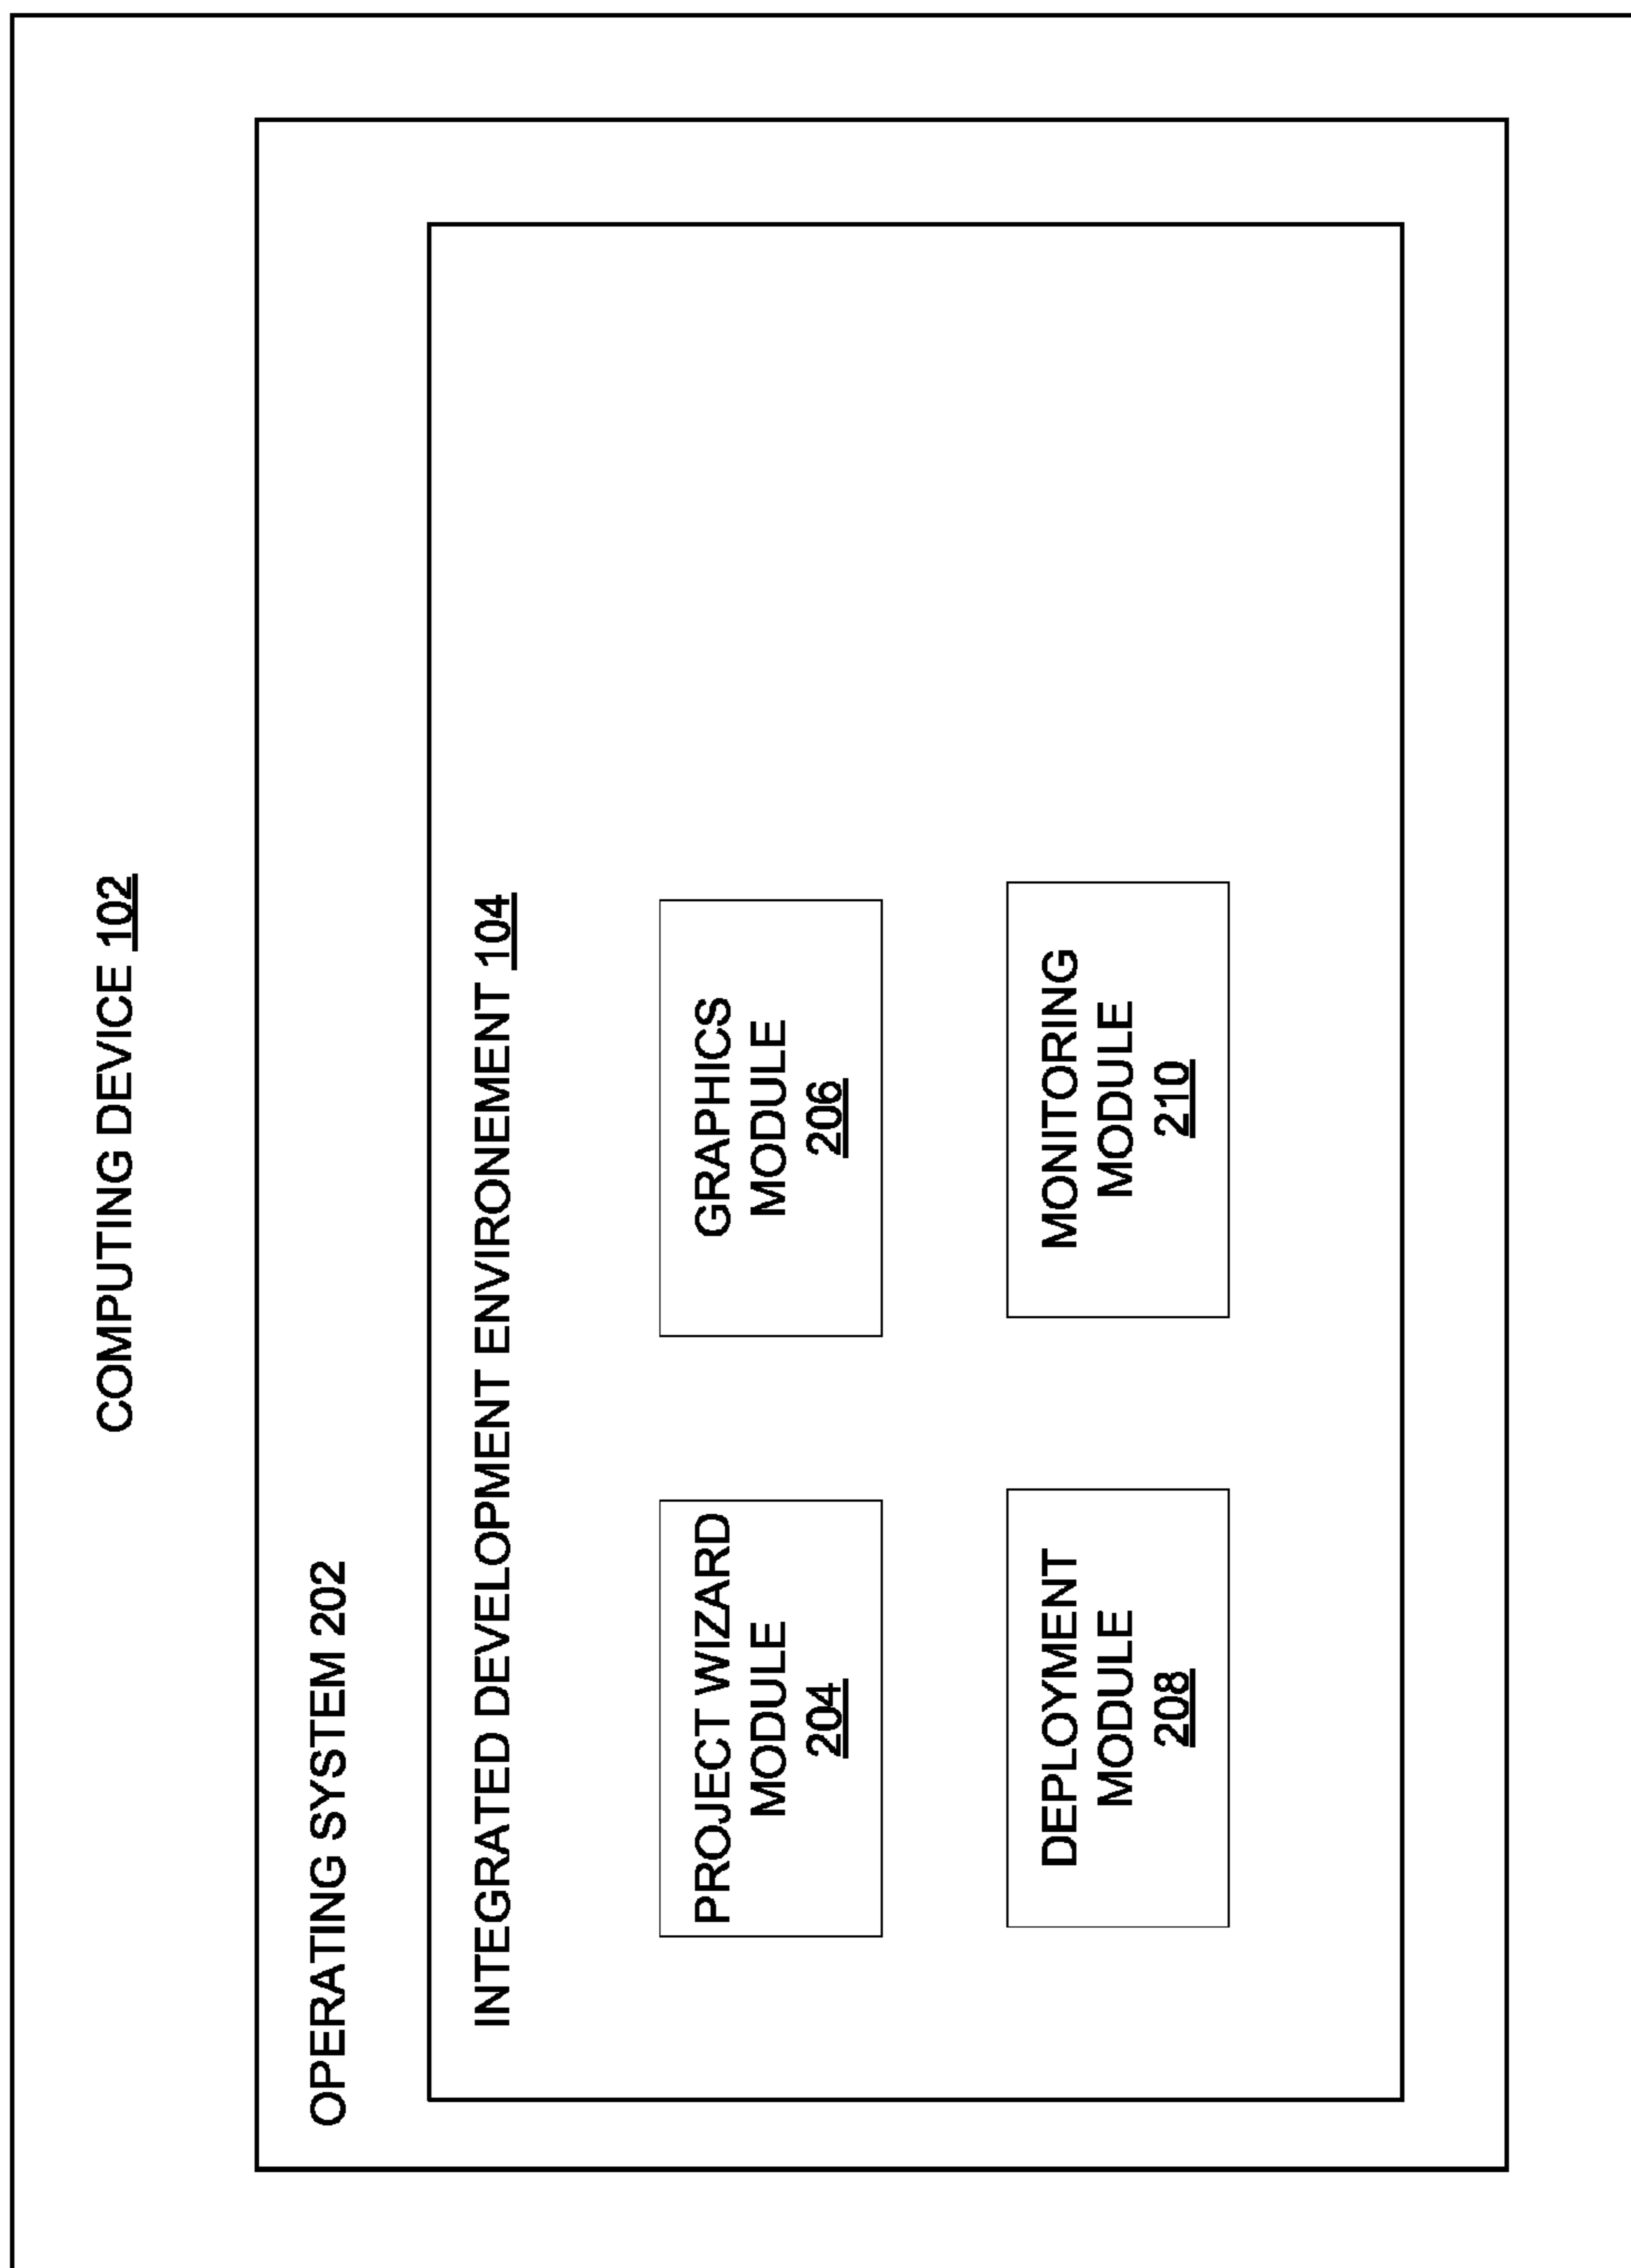 COMPUTING DEVICE 102
OPERATING SYSTEM 202
INTEGRATED DEVELOPMENT ENVIRONEMENT 104
PROJECT WIZARD
MODULE
204
GRAPHICS
MODULE
206
DEPLOYMENT
MODULE
208
MONITORING
MODULE
210